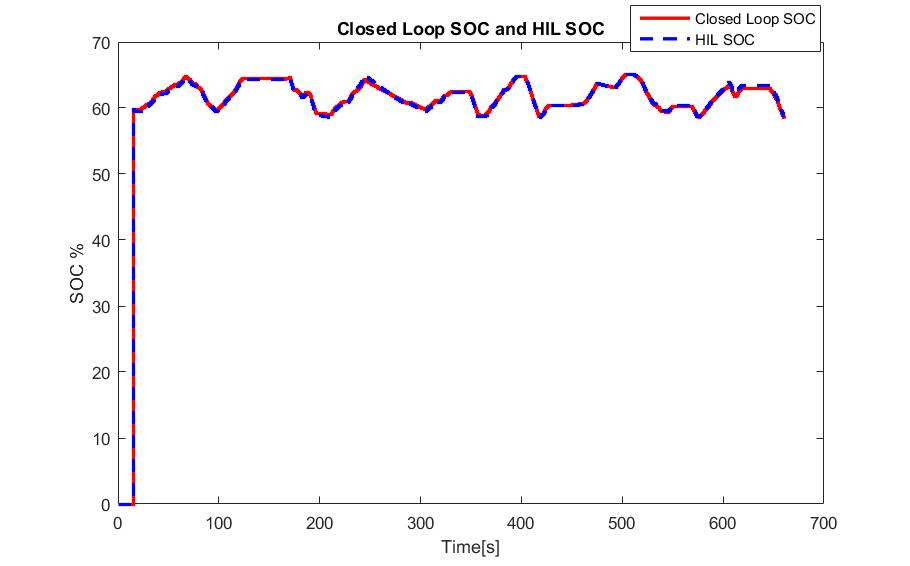 Closed Loop SOC and HIL SOC
Closed Loop SOC
HIL SOC
70
60
50
40
30
20
10
0
SOC %
0 100 200 300 400 500 600 700
Time[s]